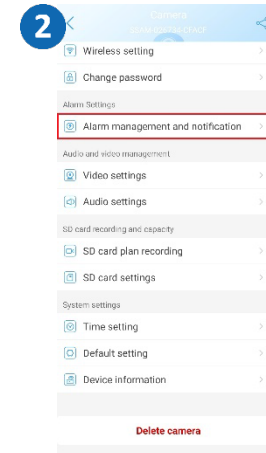 2
Camera
Wireless setting
Change password
Alarm Settings
Alarm management and notification
Audio and video management
Video settings
Audio settings
SD card recording and capacity
SD card plan recording
SD card settings
System settings
Time setting
Default setting
Device information
Delete camera